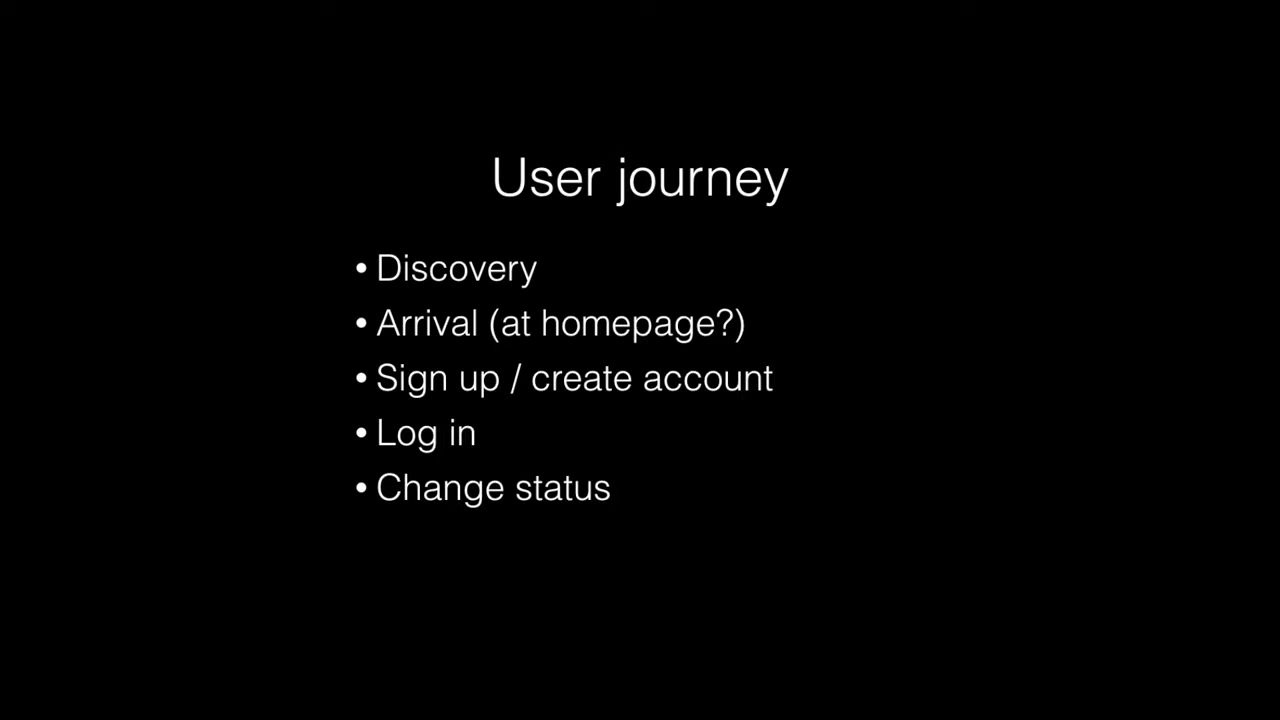 User journey
• Discovery
• Arrival (at homepage?)
• Sign up / create account
• Log in
• Change status